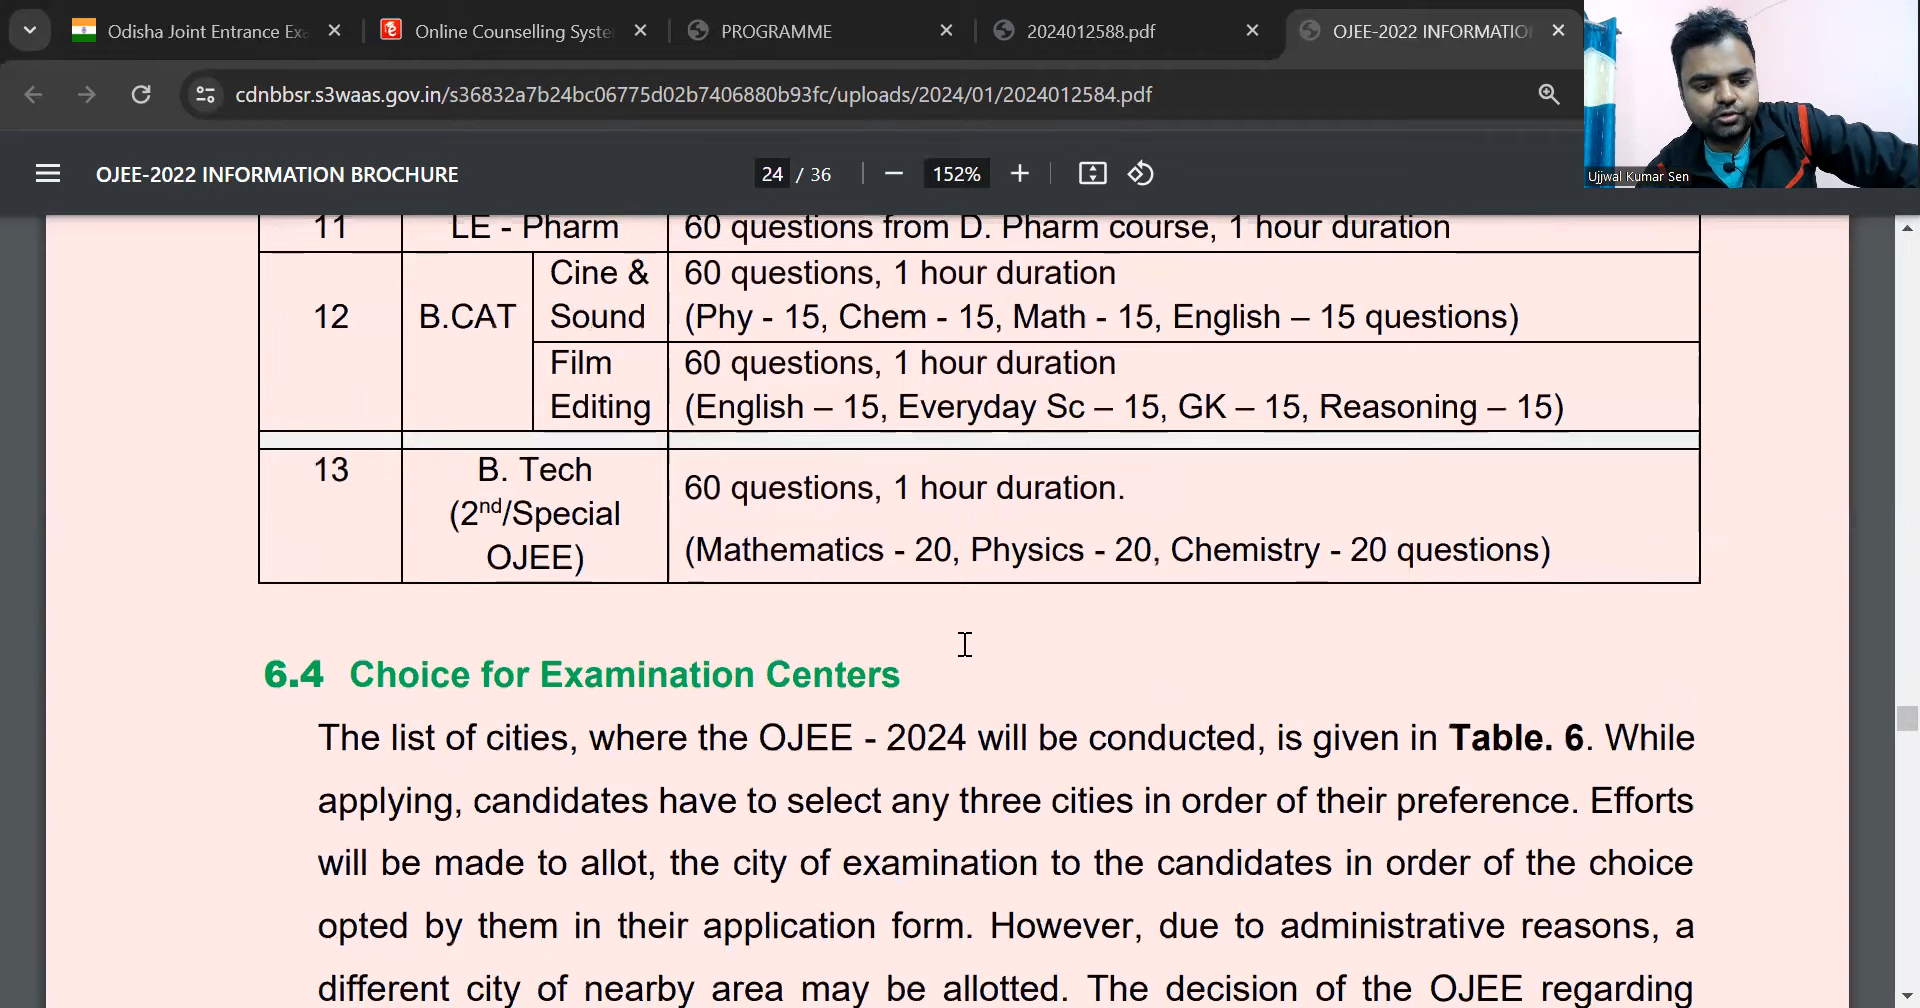 Odisha Joint Entrance Exa
Online Counselling Syste
PROGRAMME
2024012588.pdf
OJEE-2022 INFORMATIO
cdnbbsr.s3waas.gov.in/s36832a7b24bc06775d02b7406880b93fc/uploads/2024/01/2024012584.pdf
OJEE-2022 INFORMATION BROCHURE
24 / 36
152%
Ujjwal Kumar Sen
11 LE - Pharm 60 questions from D. Pharm course, 1 hour duration
12 B.CAT Cine & Sound 60 questions, 1 hour duration
(Phy - 15, Chem - 15, Math - 15, English – 15 questions)
Film Editing 60 questions, 1 hour duration
(English – 15, Everyday Sc – 15, GK – 15, Reasoning – 15)
13 B. Tech (2nd/Special OJEE) 60 questions, 1 hour duration.
(Mathematics - 20, Physics - 20, Chemistry - 20 questions)
6.4 Choice for Examination Centers
The list of cities, where the OJEE - 2024 will be conducted, is given in Table. 6. While
applying, candidates have to select any three cities in order of their preference. Efforts
will be made to allot, the city of examination to the candidates in order of the choice
opted by them in their application form. However, due to administrative reasons, a
different city of nearby area may be allotted. The decision of the OJEE regarding